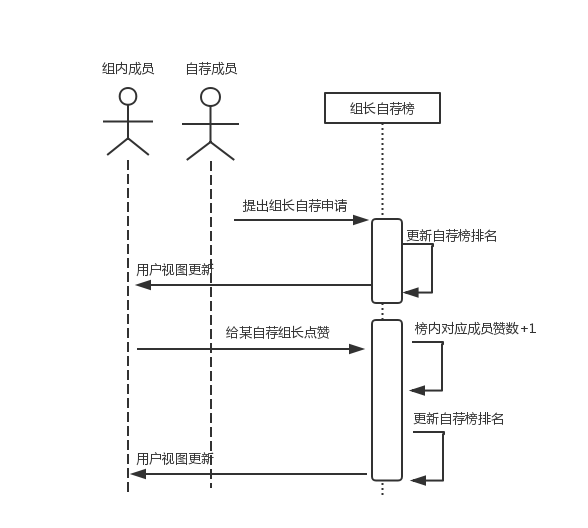 组内成员
自荐成员
组长自荐榜
提出组长自荐申请
更新自荐榜排名
用户视图更新
榜内对应成员赞数+1
给某自荐组长点赞
更新自荐榜排名
用户视图更新